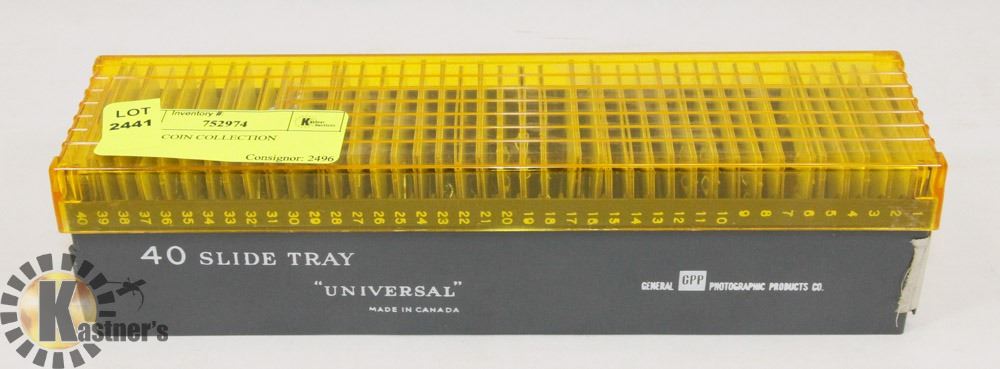 LOT
2441
Inventory #
752974
COIN COLLECTION
Consignor: 2496
40 39 38 37 36 35 34 33 32 31 30 29 28 27 26 25 24 23 22 21 20 19 18 17 16 15 14 13 12 11 10 9 8 7 6 5 4 3 2 1
40 SLIDE TRAY
"UNIVERSAL"
MADE IN CANADA
GENERAL GPP PHOTOGRAPHIC PRODUCTS CO.
Kastner's